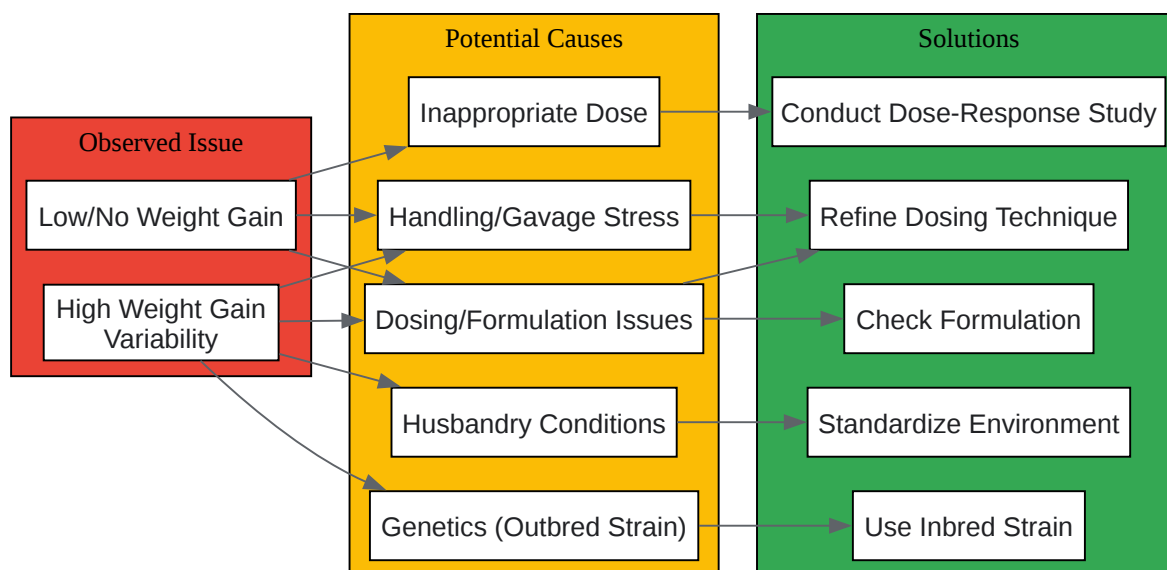 Observed Issue
Low/No Weight Gain
High Weight Gain
Variability
Potential Causes
Inappropriate Dose
Handling/Gavage Stress
Dosing/Formulation Issues
Husbandry Conditions
Genetics (Outbred Strain)
Solutions
Conduct Dose-Response Study
Refine Dosing Technique
Check Formulation
Standardize Environment
Use Inbred Strain